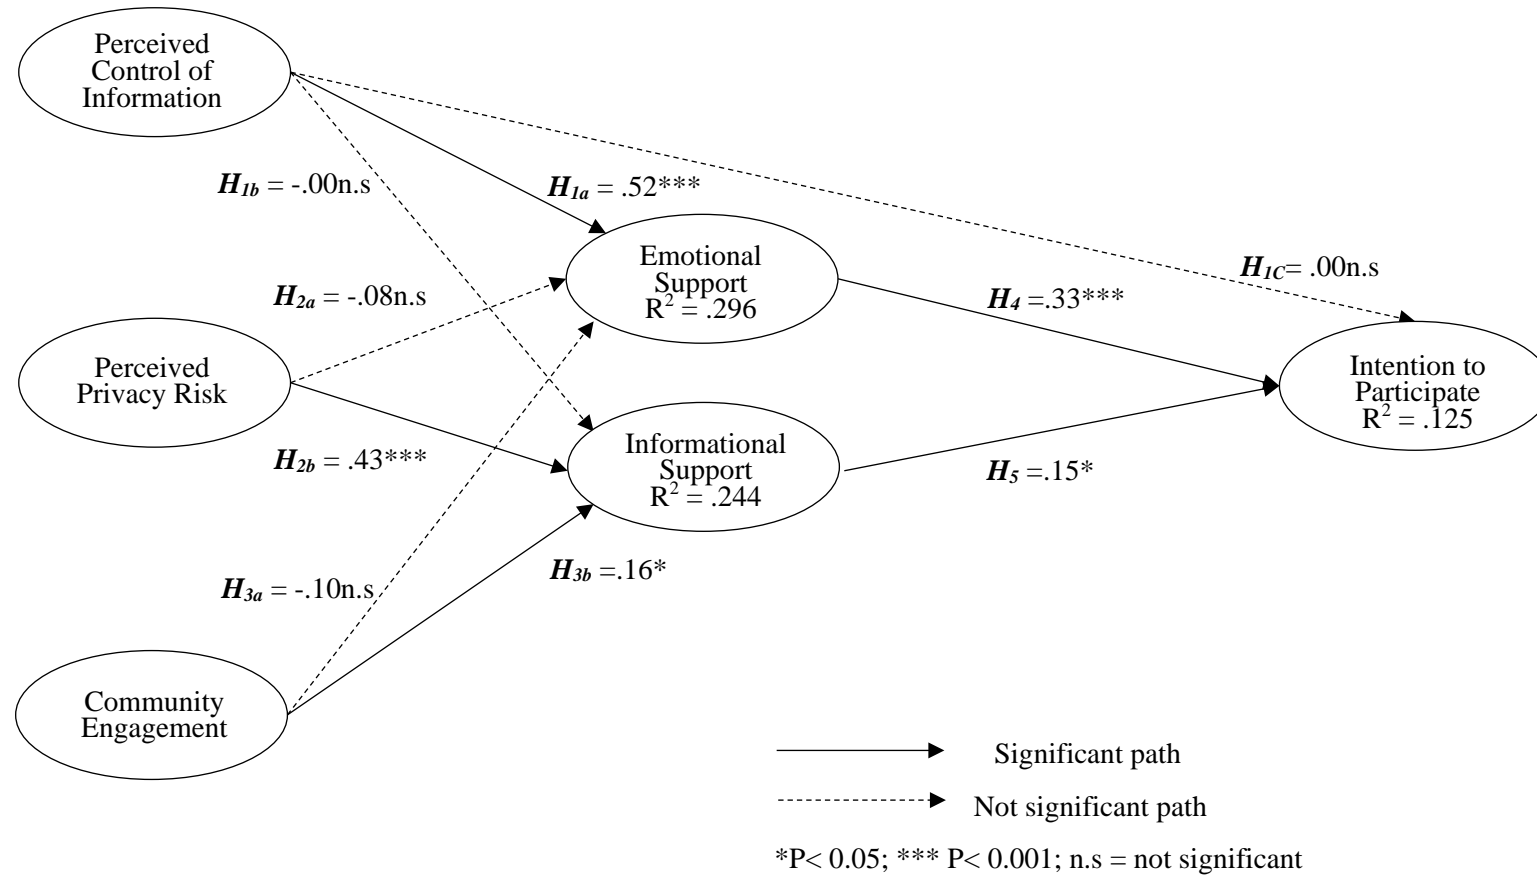 Perceived
Control of
Information
H1b = -.00n.s
H1a = .52***
Emotional
Support
R² = .296
H1C= .00n.s
H2a = -.08n.s
H4 =.33***
Perceived
Privacy Risk
Intention to
Participate
R² = .125
H2b = .43***
Informational
Support
R² = .244
H5 =.15*
H3a = -.10n.s
H3b =.16*
Community
Engagement
Significant path
Not significant path
*P< 0.05; *** P< 0.001; n.s = not significant